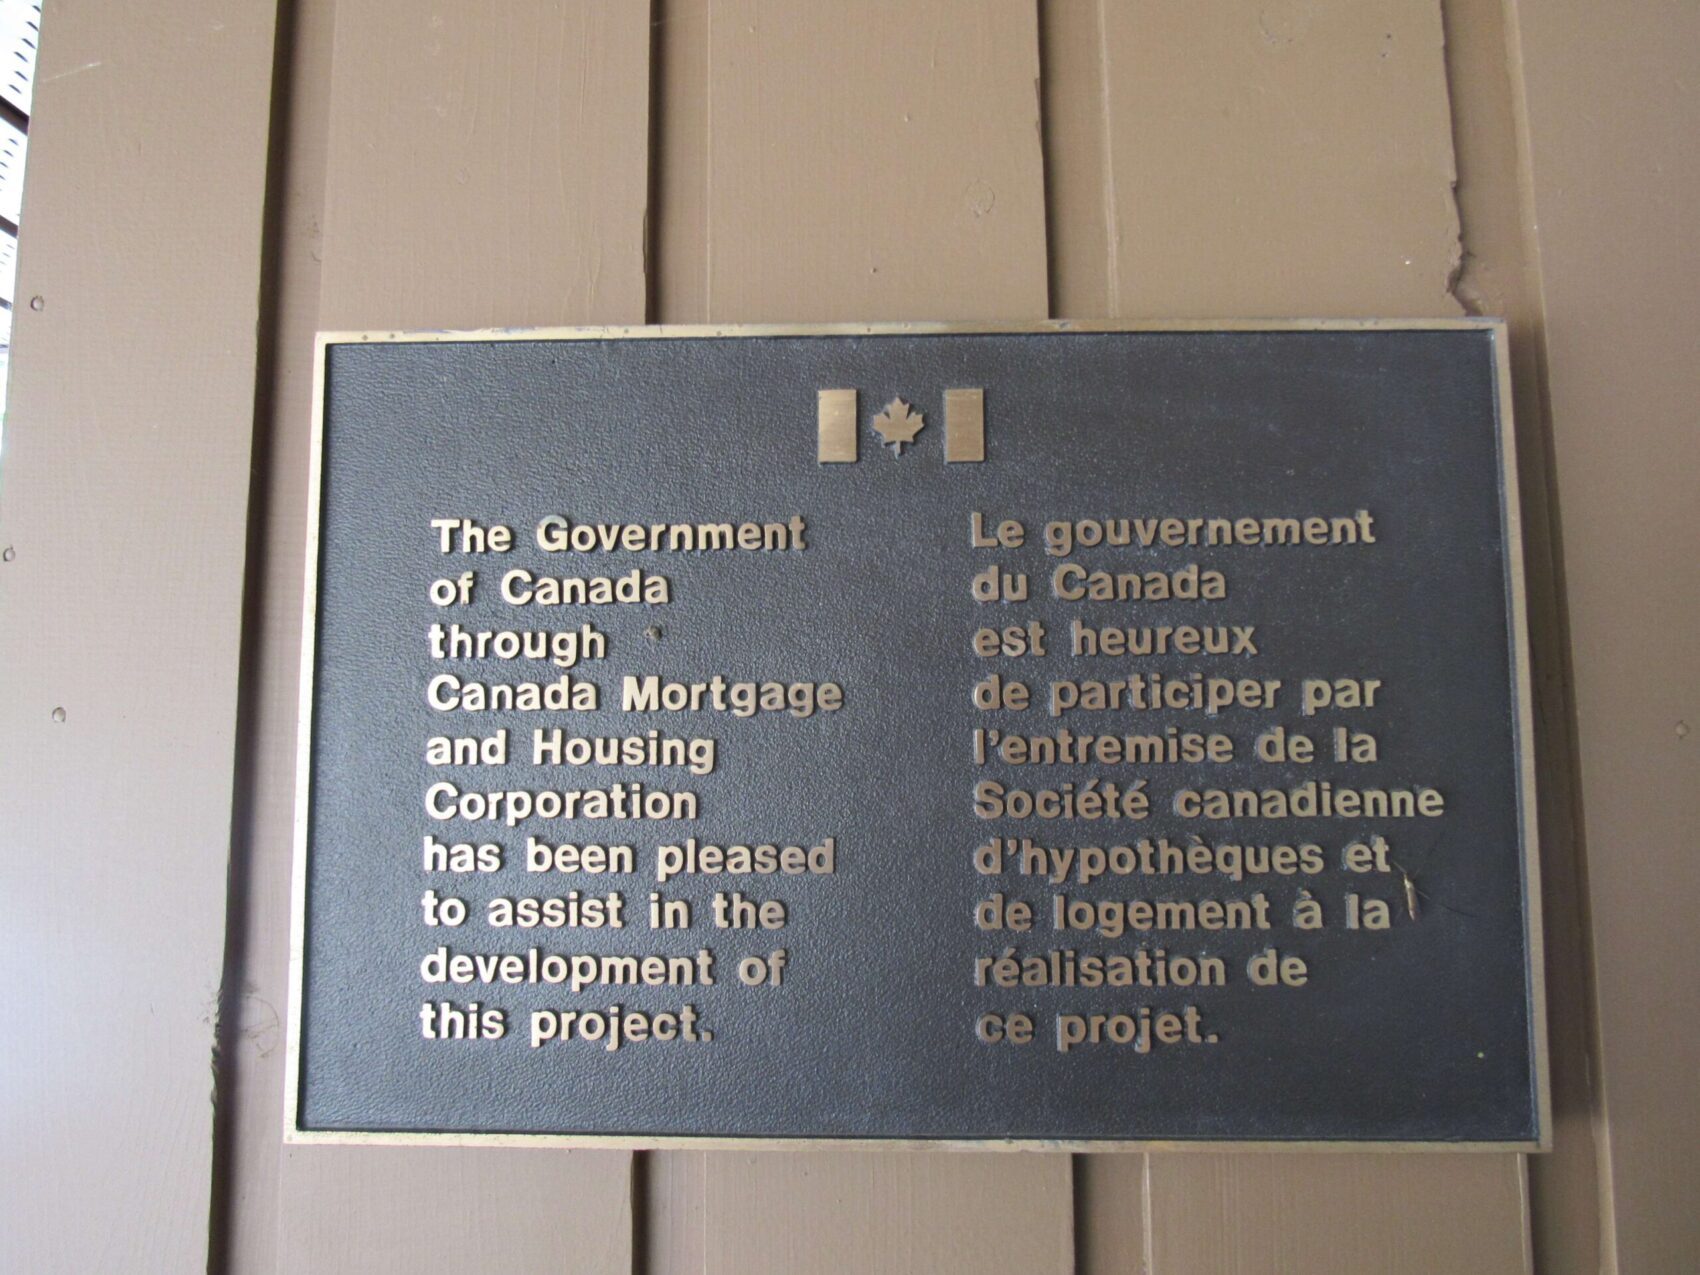 The Government
of Canada
through
Canada Mortgage
and Housing
Corporation
has been pleased
to assist in the
development of
this project.
Le gouvernement
du Canada
est heureux
de participer par
l'entremise de la
Société canadienne
d'hypothèques et
de logement à la
réalisation de
ce projet.